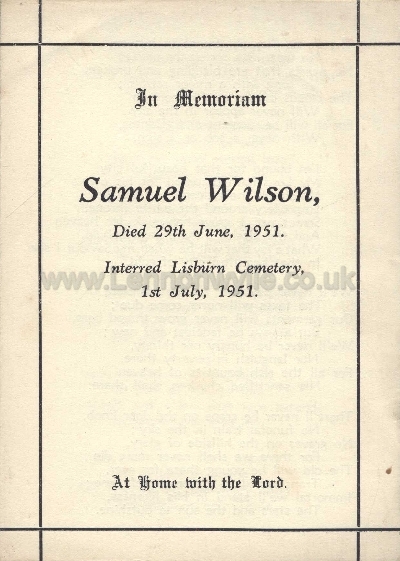 In Memoriam
Samuel Wilson,
Died 29th June, 1951.
Interred Lisburn Cemetery,
www.Lennonwylie.co.uk
1st July, 1951.
At Home with the Lord.